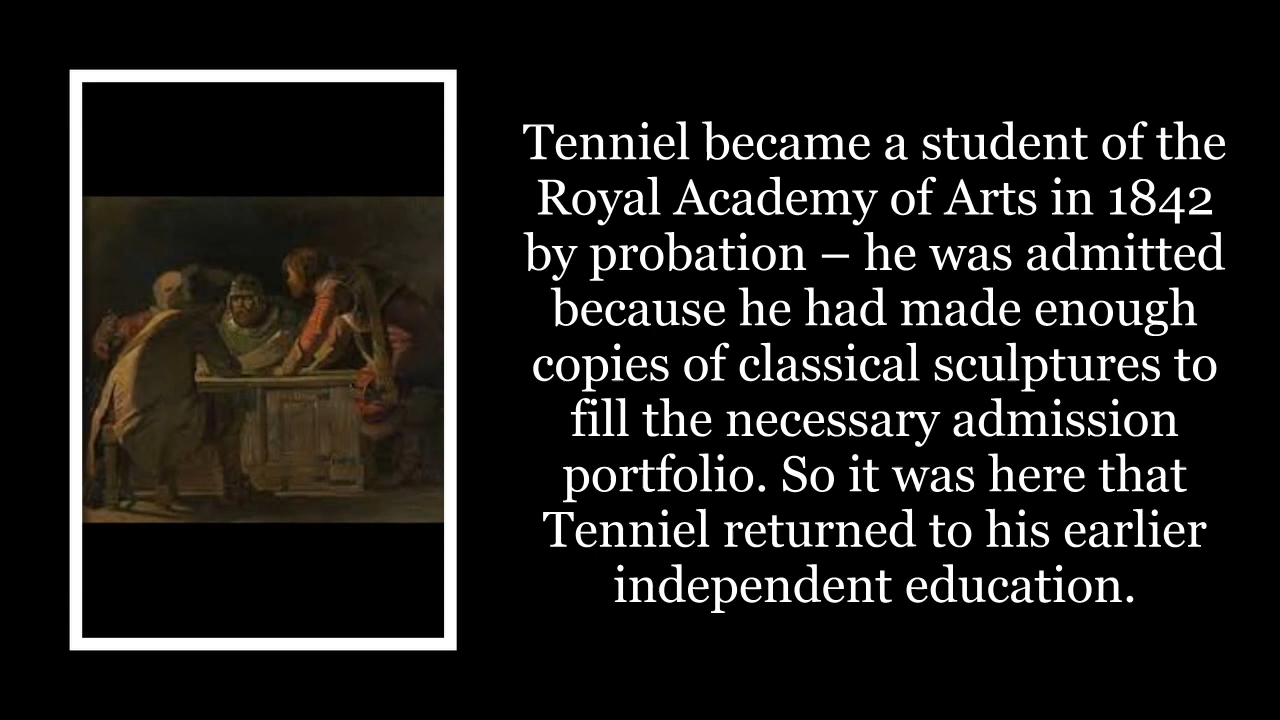 Tenniel became a student of the
Royal Academy of Arts in 1842
by probation – he was admitted
because he had made enough
copies of classical sculptures to
fill the necessary admission
portfolio. So it was here that
Tenniel returned to his earlier
independent education.